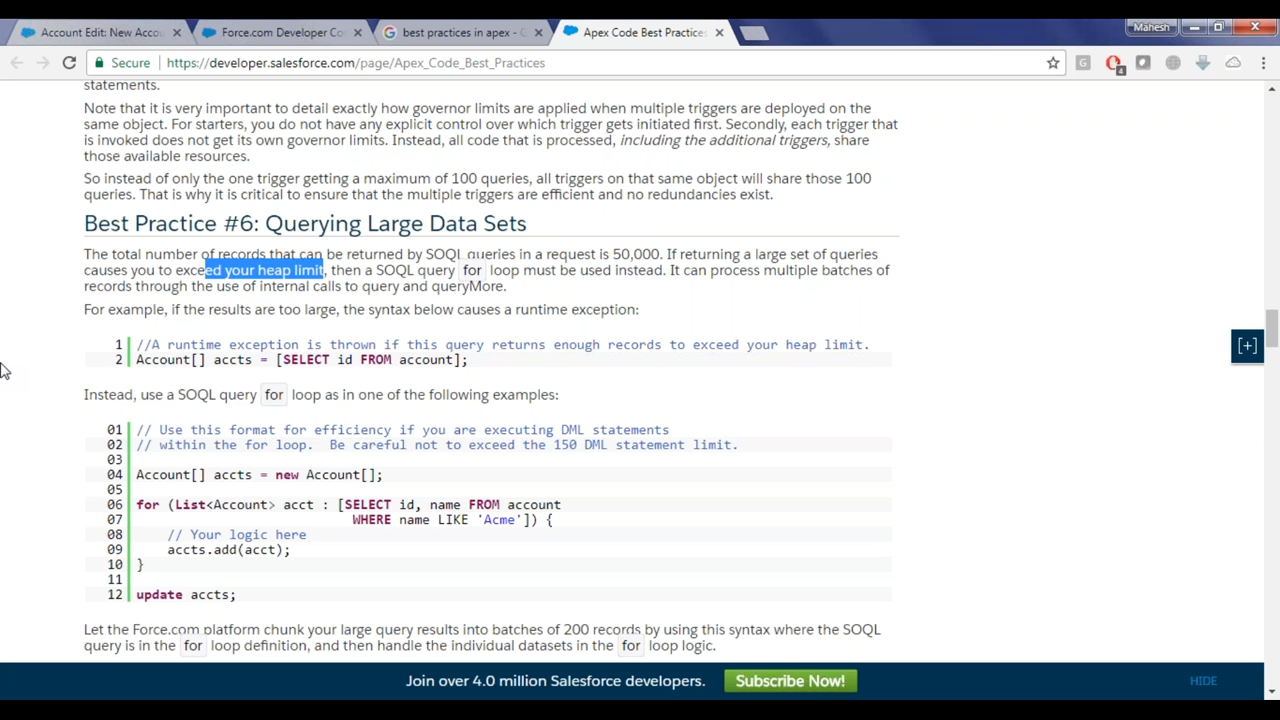 Account Edit: New Accou
Force.com Developer Co
best practices in apex - G
Apex Code Best Practices
Mahesh
Secure
https://developer.salesforce.com/page/Apex_Code_Best_Practices
4
statements.
Note that it is very important to detail exactly how governor limits are applied when multiple triggers are deployed on the
same object. For starters, you do not have any explicit control over which trigger gets initiated first. Secondly, each trigger that
is invoked does not get its own governor limits. Instead, all code that is processed, including the additional triggers, share
those available resources.
So instead of only the one trigger getting a maximum of 100 queries, all triggers on that same object will share those 100
queries. That is why it is critical to ensure that the multiple triggers are efficient and no redundancies exist.
Best Practice #6: Querying Large Data Sets
The total number of records that can be returned by SOQL queries in a request is 50,000. If returning a large set of queries
causes you to exceed your heap limit, then a SOQL query for loop must be used instead. It can process multiple batches of
records through the use of internal calls to query and queryMore.
For example, if the results are too large, the syntax below causes a runtime exception:
1 //A runtime exception is thrown if this query returns enough records to exceed your heap limit.
2 Account[] accts = [SELECT id FROM account];
[+]
Instead, use a SOQL query for loop as in one of the following examples:
01 // Use this format for efficiency if you are executing DML statements
02 // within the for loop.  Be careful not to exceed the 150 DML statement limit.
03
04 Account[] accts = new Account[];
05
06 for (List<Account> acct : [SELECT id, name FROM account
07 WHERE name LIKE 'Acme']) {
08 // Your logic here
09 accts.add(acct);
10 }
11
12 update accts;
Let the Force.com platform chunk your large query results into batches of 200 records by using this syntax where the SOQL
query is in the for loop definition, and then handle the individual datasets in the for loop logic.
Join over 4.0 million Salesforce developers.
Subscribe Now!
HIDE